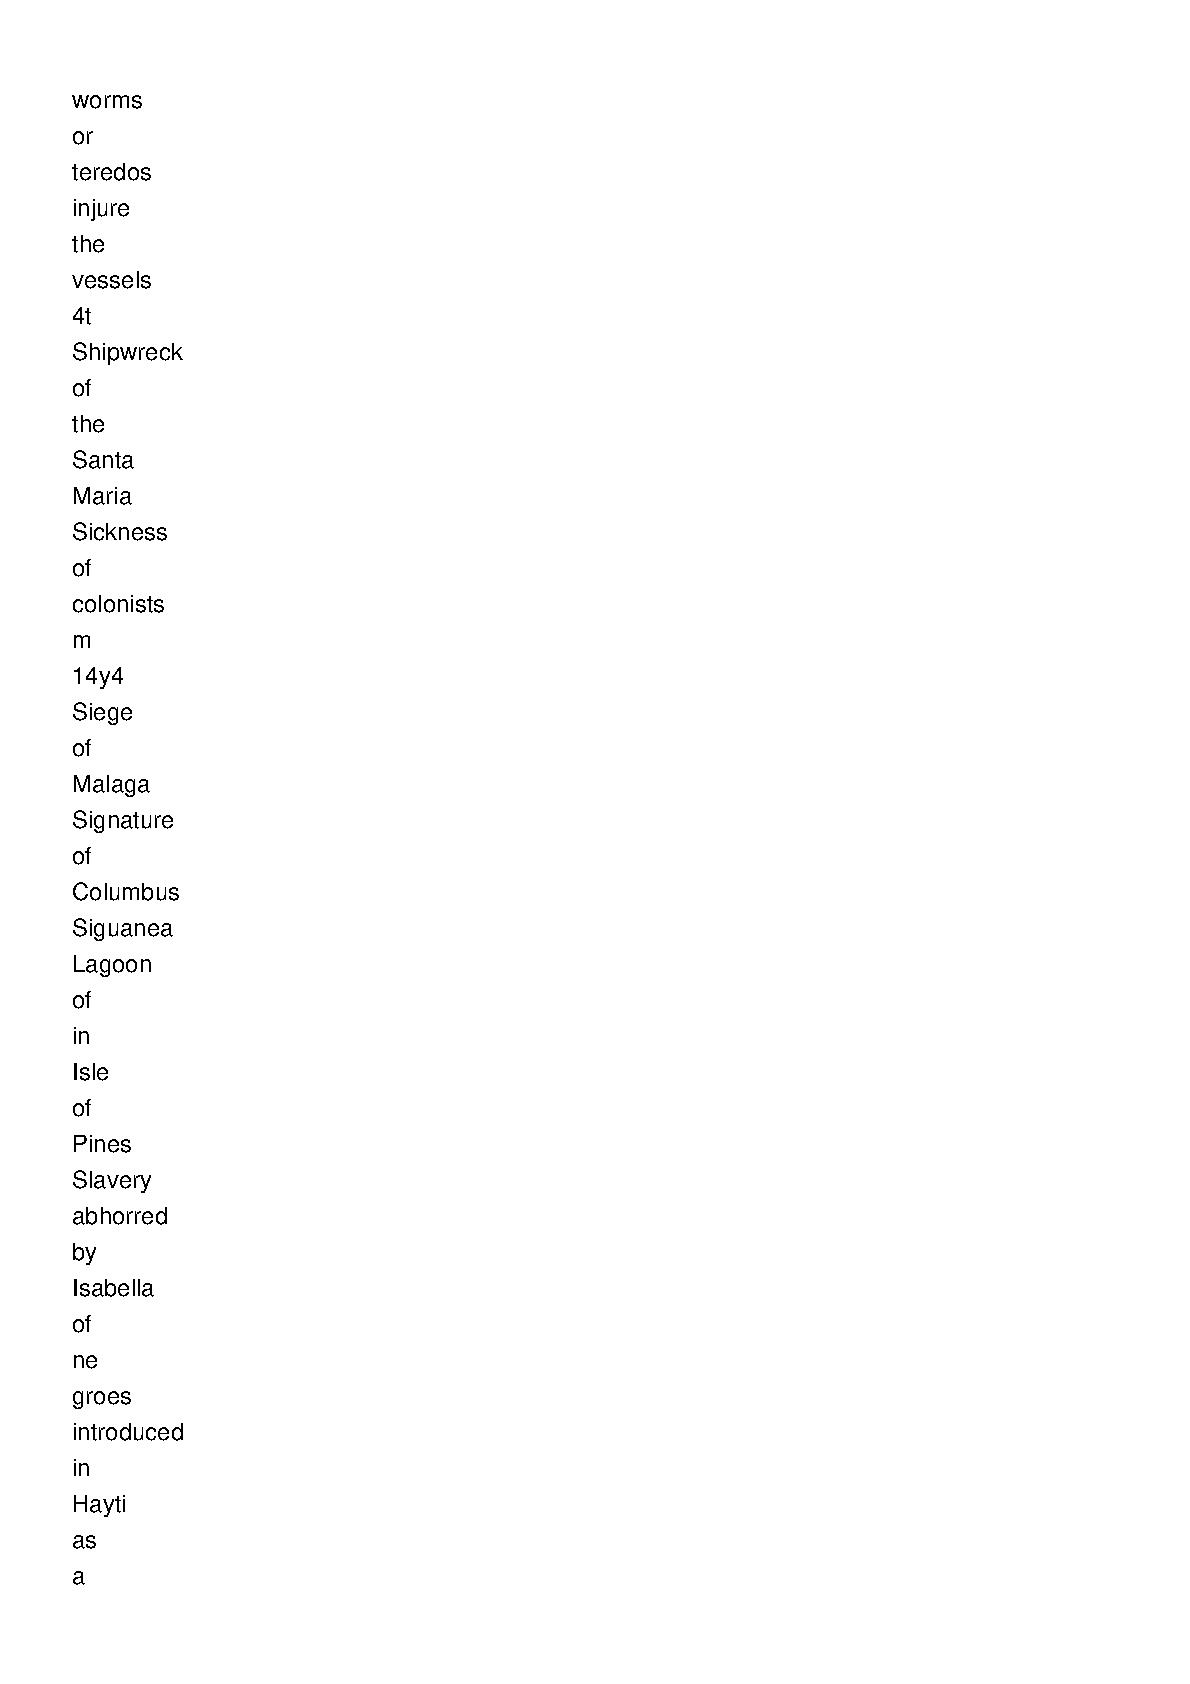 worms
or
teredos
injure
the
vessels
4t
Shipwreck
of
the
Santa
Maria
Sickness
of
colonists
m
14y4
Siege
of
Malaga
Signature
of
Columbus
Siguanea
Lagoon
of
in
Isle
of
Pines
Slavery
abhorred
by
Isabella
of
ne
groes
introduced
in
Hayti
as
a